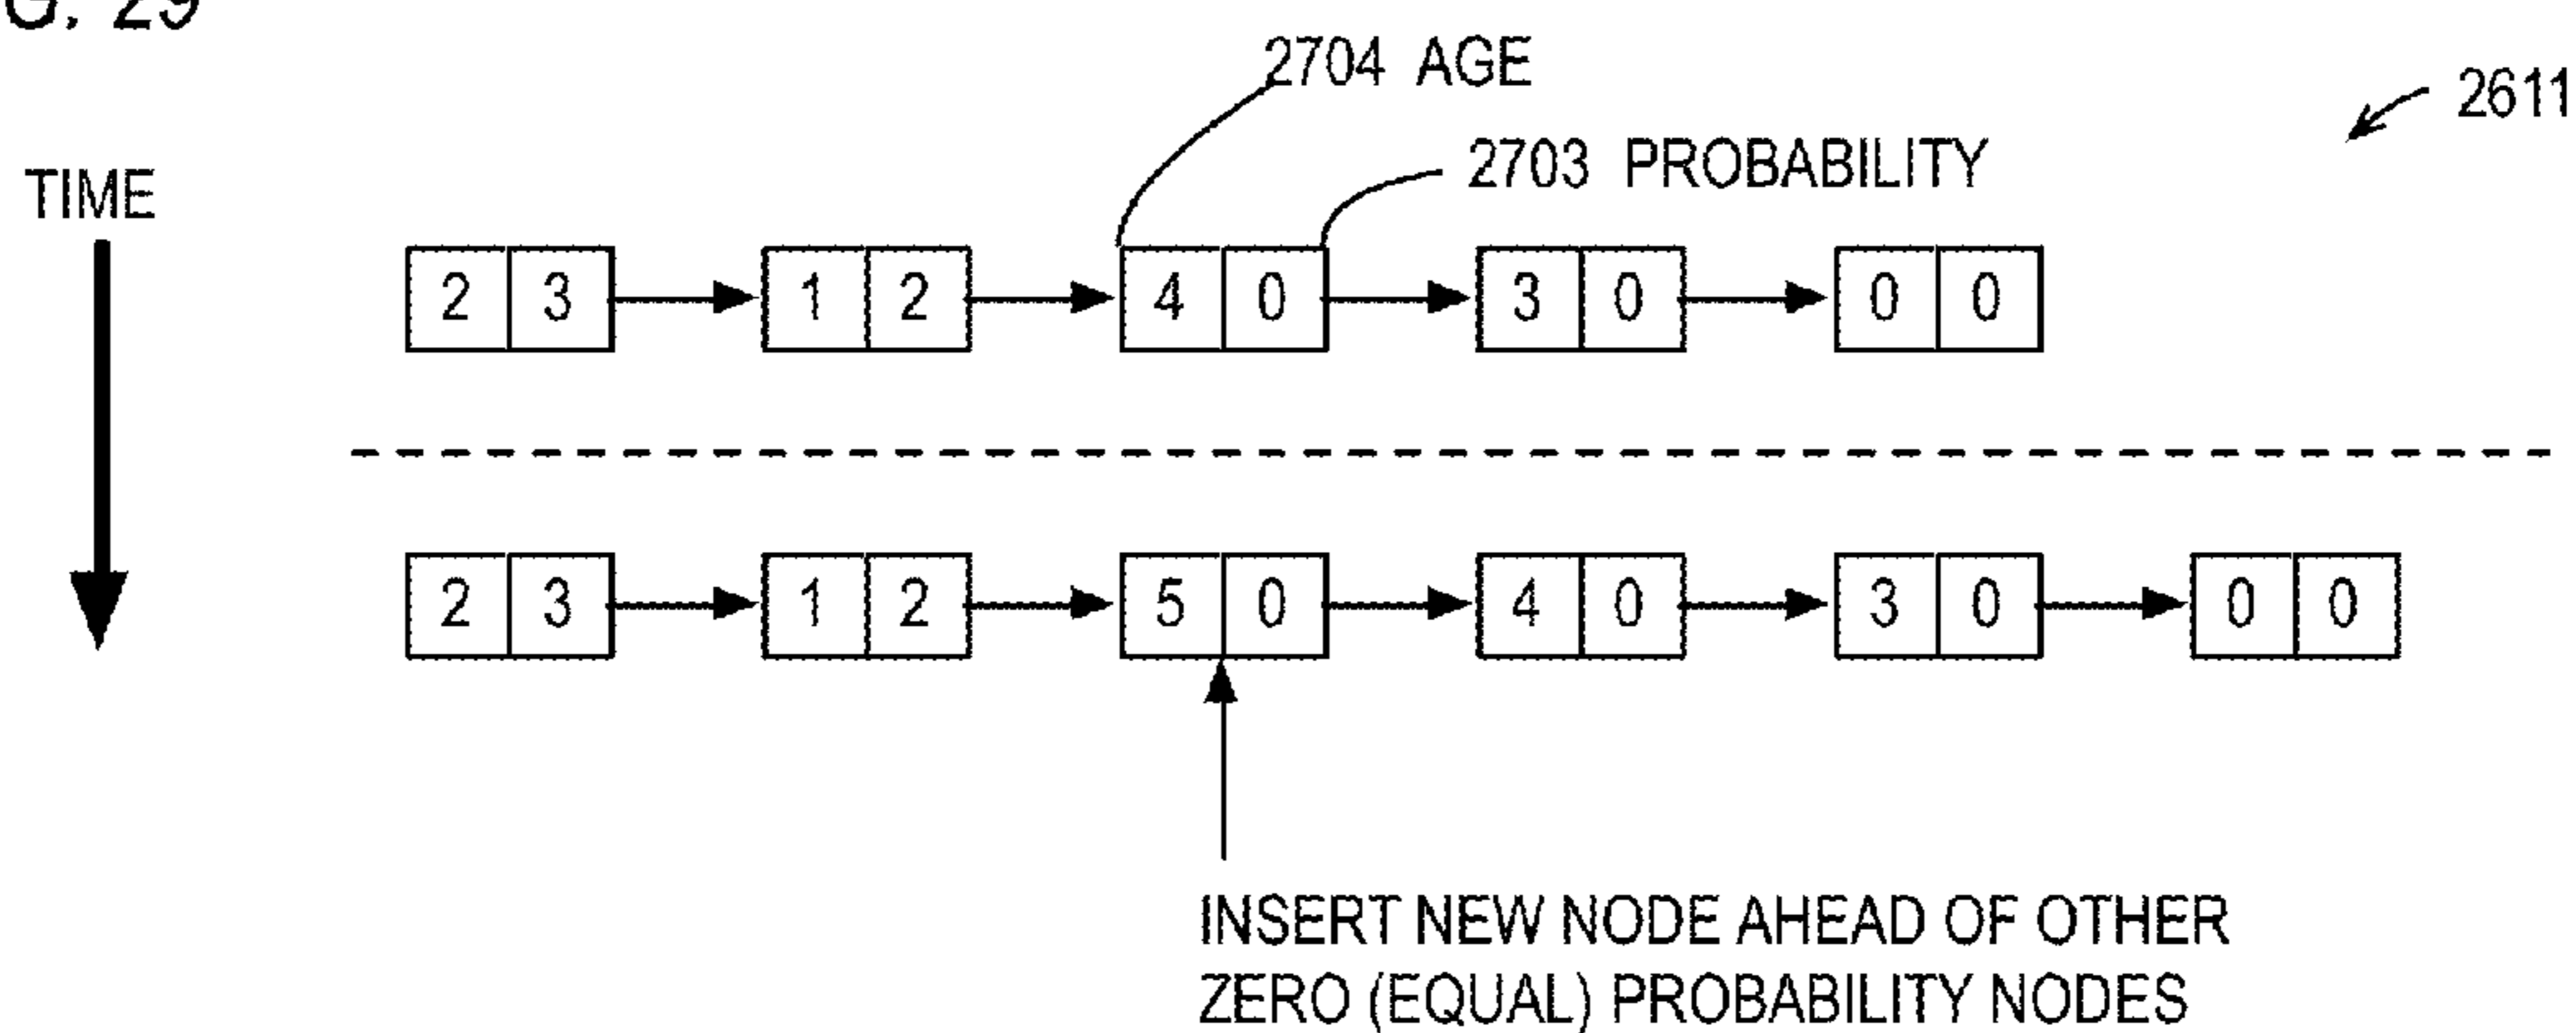 G. 29
2704 AGE
2611
2703 PROBABILITY
TIME
2 3 1 2 4 0 3 0 0 0
2 3 1 2 5 0 4 0 3 0 0 0
INSERT NEW NODE AHEAD OF OTHER
ZERO (EQUAL) PROBABILITY NODES